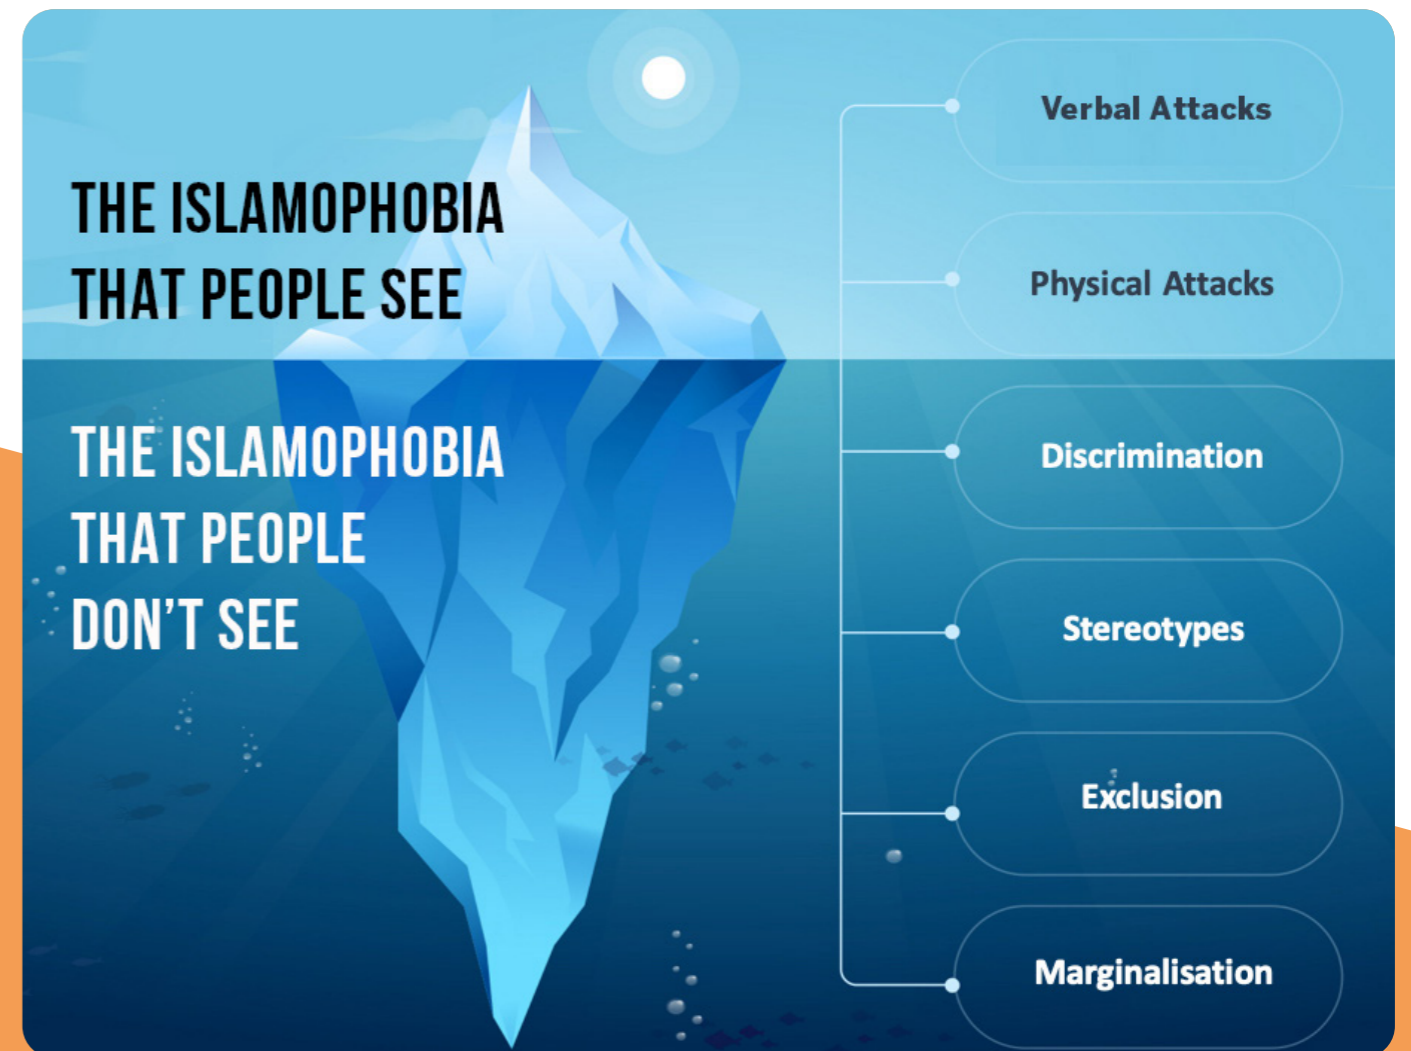 THE ISLAMOPHOBIA
THAT PEOPLE SEE
THE ISLAMOPHOBIA
THAT PEOPLE
DON'T SEE
Verbal Attacks
Physical Attacks
Discrimination
Stereotypes
Exclusion
Marginalisation